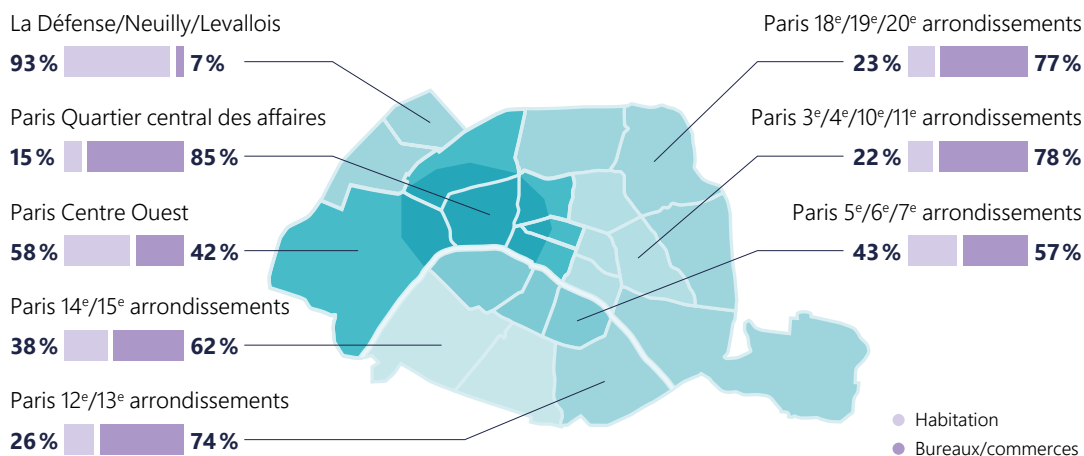 La Défense/Neuilly/Levallois
93 % 7 %
Paris Quartier central des affaires
15 % 85 %
Paris Centre Ouest
58 % 42 %
Paris 14e/15e arrondissements
38 % 62 %
Paris 12e/13e arrondissements
26 % 74 %
Paris 18e/19e/20e arrondissements
23 % 77 %
Paris 3e/4e/10e/11e arrondissements
22 % 78 %
Paris 5e/6e/7e arrondissements
43 % 57 %
Habitation
Bureaux/commerces